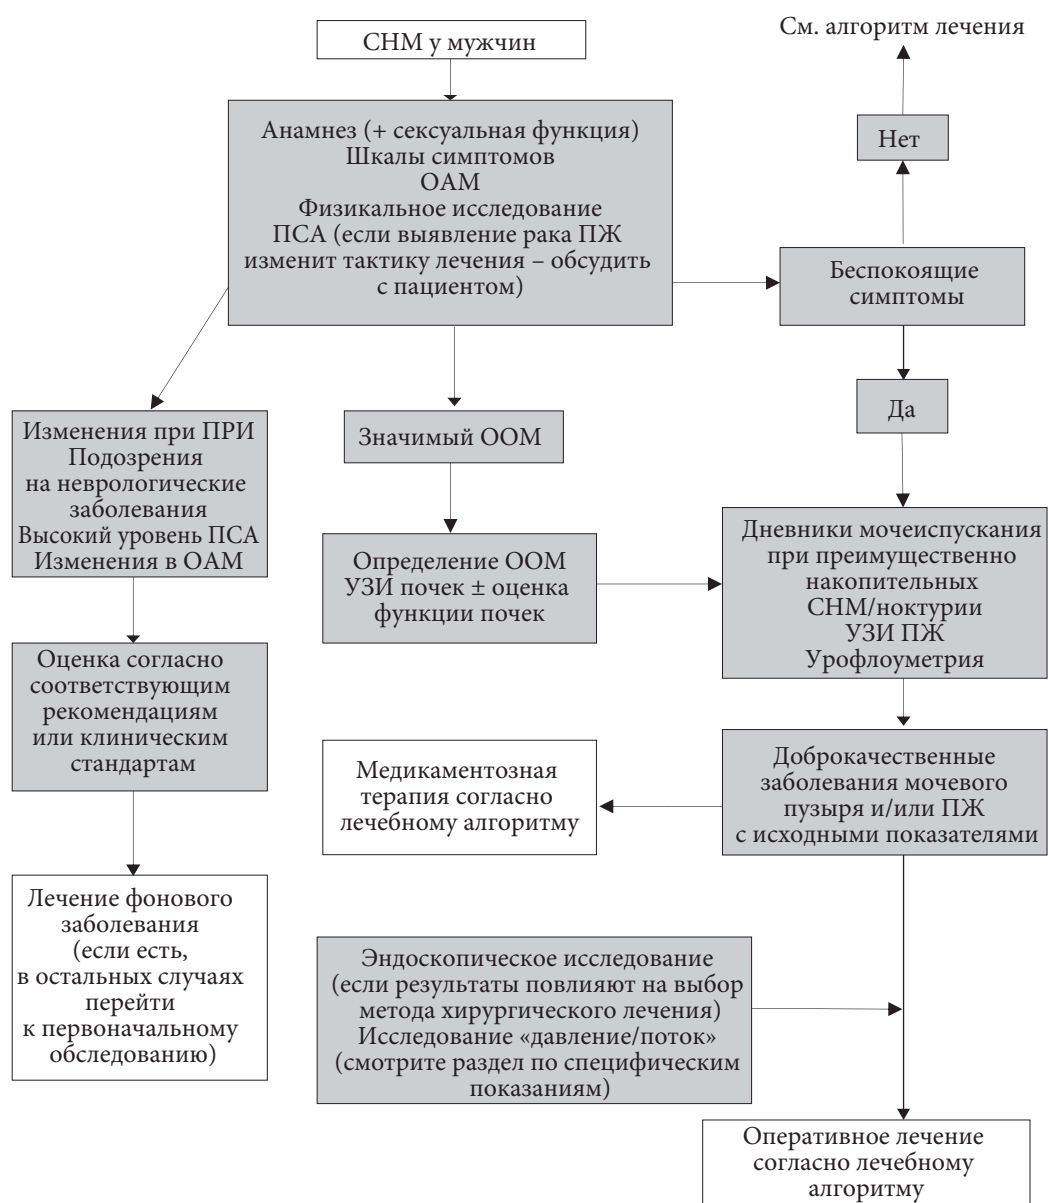 СНМ у мужчин
См. алгоритм лечения
Нет
Анамнез (+ сексуальная функция)
Шкалы симптомов
ОАМ
Физикальное исследование
ПСА (если выявление рака ПЖ
изменит тактику лечения – обсудить
с пациентом)
Беспокоящие
симптомы
Да
Изменения при ПРИ
Подозрения
на неврологические
заболевания
Высокий уровень ПСА
Изменения в ОАМ
Значимый ООМ
Определение ООМ
УЗИ почек ± оценка
функции почек
Дневники мочеиспускания
при преимущественно
накопительных
СНМ/ноктурии
УЗИ ПЖ
Урофлоуметрия
Оценка согласно
соответствующим
рекомендациям
или клиническим
стандартам
Медикаментозная
терапия согласно
лечебному алгоритму
Доброкачественные
заболевания мочевого
пузыря и/или ПЖ
с исходными показателями
Лечение фонового
заболевания
(если есть,
в остальных случаях
перейти
к первоначальному
обследованию)
Эндоскопическое исследование
(если результаты повлияют на выбор
метода хирургического лечения)
Исследование «давление/поток»
(смотрите раздел по специфическим
показаниям)
Оперативное лечение
согласно лечебному
алгоритму